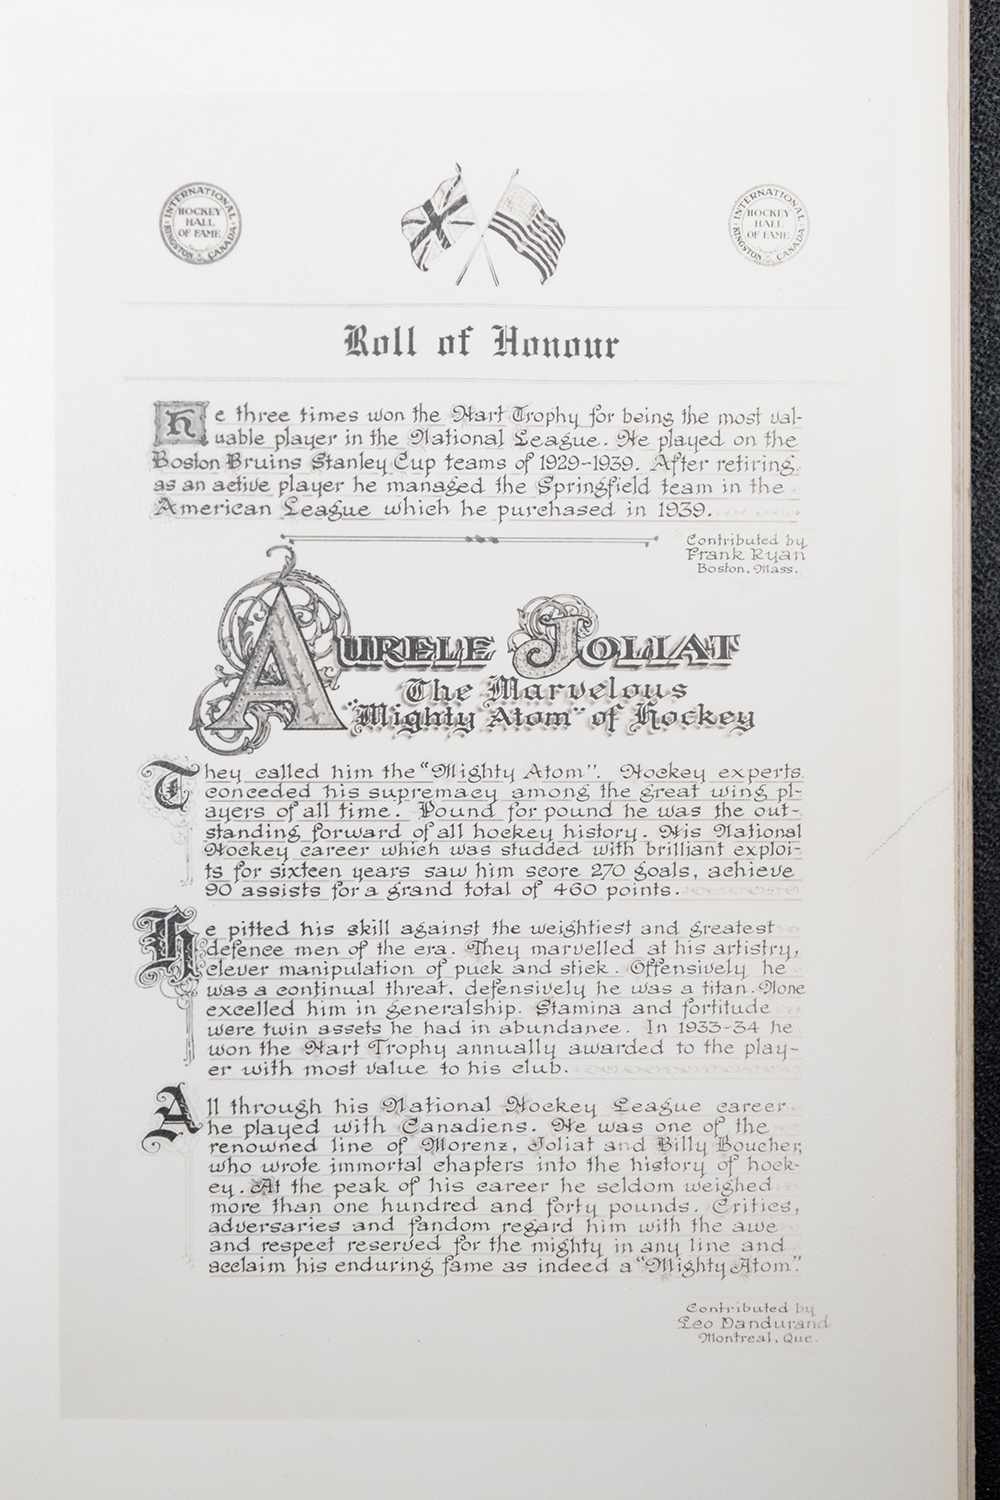 INTERNATIONAL
HOCKEY
HALL
OF FAME
KINGSTON CANADA
INTERNATIONAL
HOCKEY
HALL
OF FAME
KINGSTON CANADA
Roll of Honour
He three times won the Hart Trophy for being the most val-
uable player in the National League. He played on the
Boston Bruins Stanley Cup teams of 1929-1939. After retiring
as an active player he managed the Springfield team in the
American League which he purchased in 1939.
Contributed by
Frank Ryan
Boston, Mass.
AURELE JOLIAT
The Marvelous
"Mighty Atom" of Hockey
They called him the "Mighty Atom". Hockey experts
conceded his supremacy among the great wing pl-
ayers of all time. Pound for pound he was the out-
standing forward of all hockey history. His National
Hockey career which was studded with brilliant exploi-
ts for sixteen years saw him score 270 goals, achieve
90 assists for a grand total of 460 points.
He pitted his skill against the weightiest and greatest
defence men of the era. They marvelled at his artistry,
clever manipulation of puck and stick. Offensively he
was a continual threat, defensively he was a titan. None
excelled him in generalship. Stamina and fortitude
were twin assets he had in abundance. In 1933-34 he
won the Hart Trophy annually awarded to the play-
er with most value to his club.
All through his National Hockey League career
he played with Canadiens. He was one of the
renowned line of Morenz, Joliat and Billy Boucher,
who wrote immortal chapters into the history of hock-
ey. At the peak of his career he seldom weighed
more than one hundred and forty pounds. Critics,
adversaries and fandom regard him with the awe
and respect reserved for the mighty in any line and
acclaim his enduring fame as indeed a "Mighty Atom".
Contributed by
Leo Dandurand
Montreal, Que.